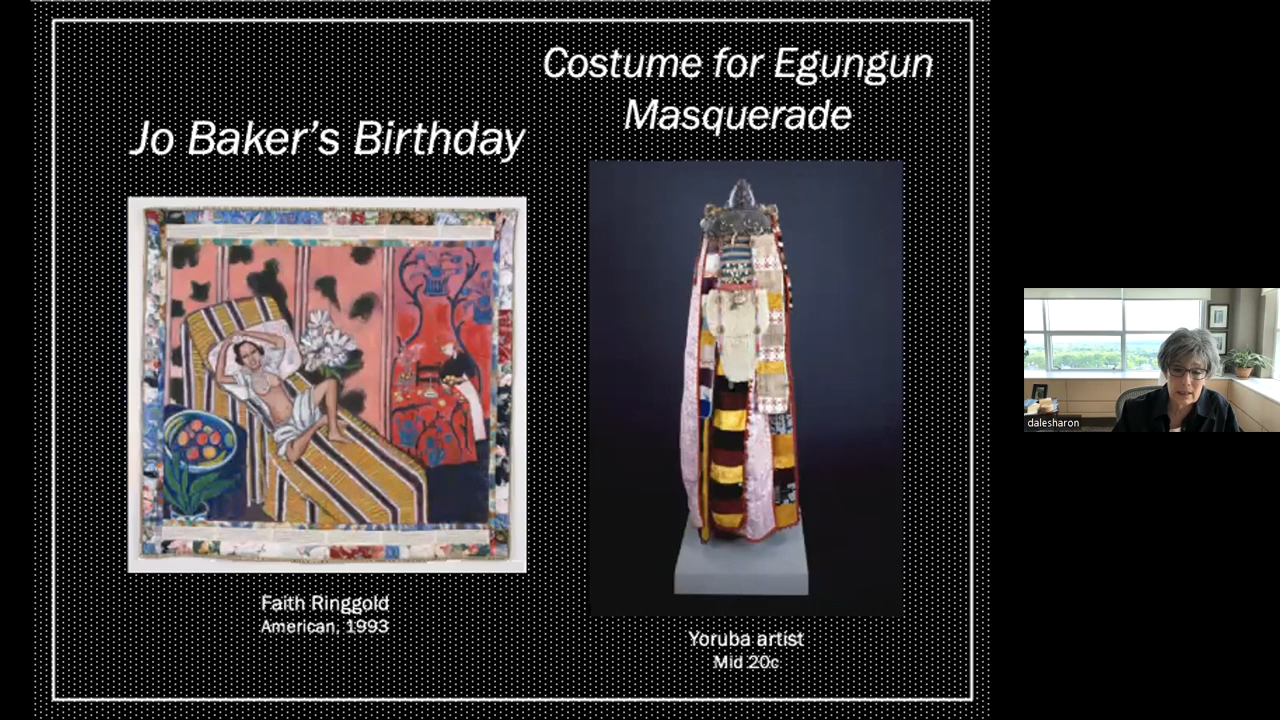 Jo Baker's Birthday
Costume for Egungun
Masquerade
Faith Ringgold
American, 1993
Yoruba artist
Mid 20c
dalesharon